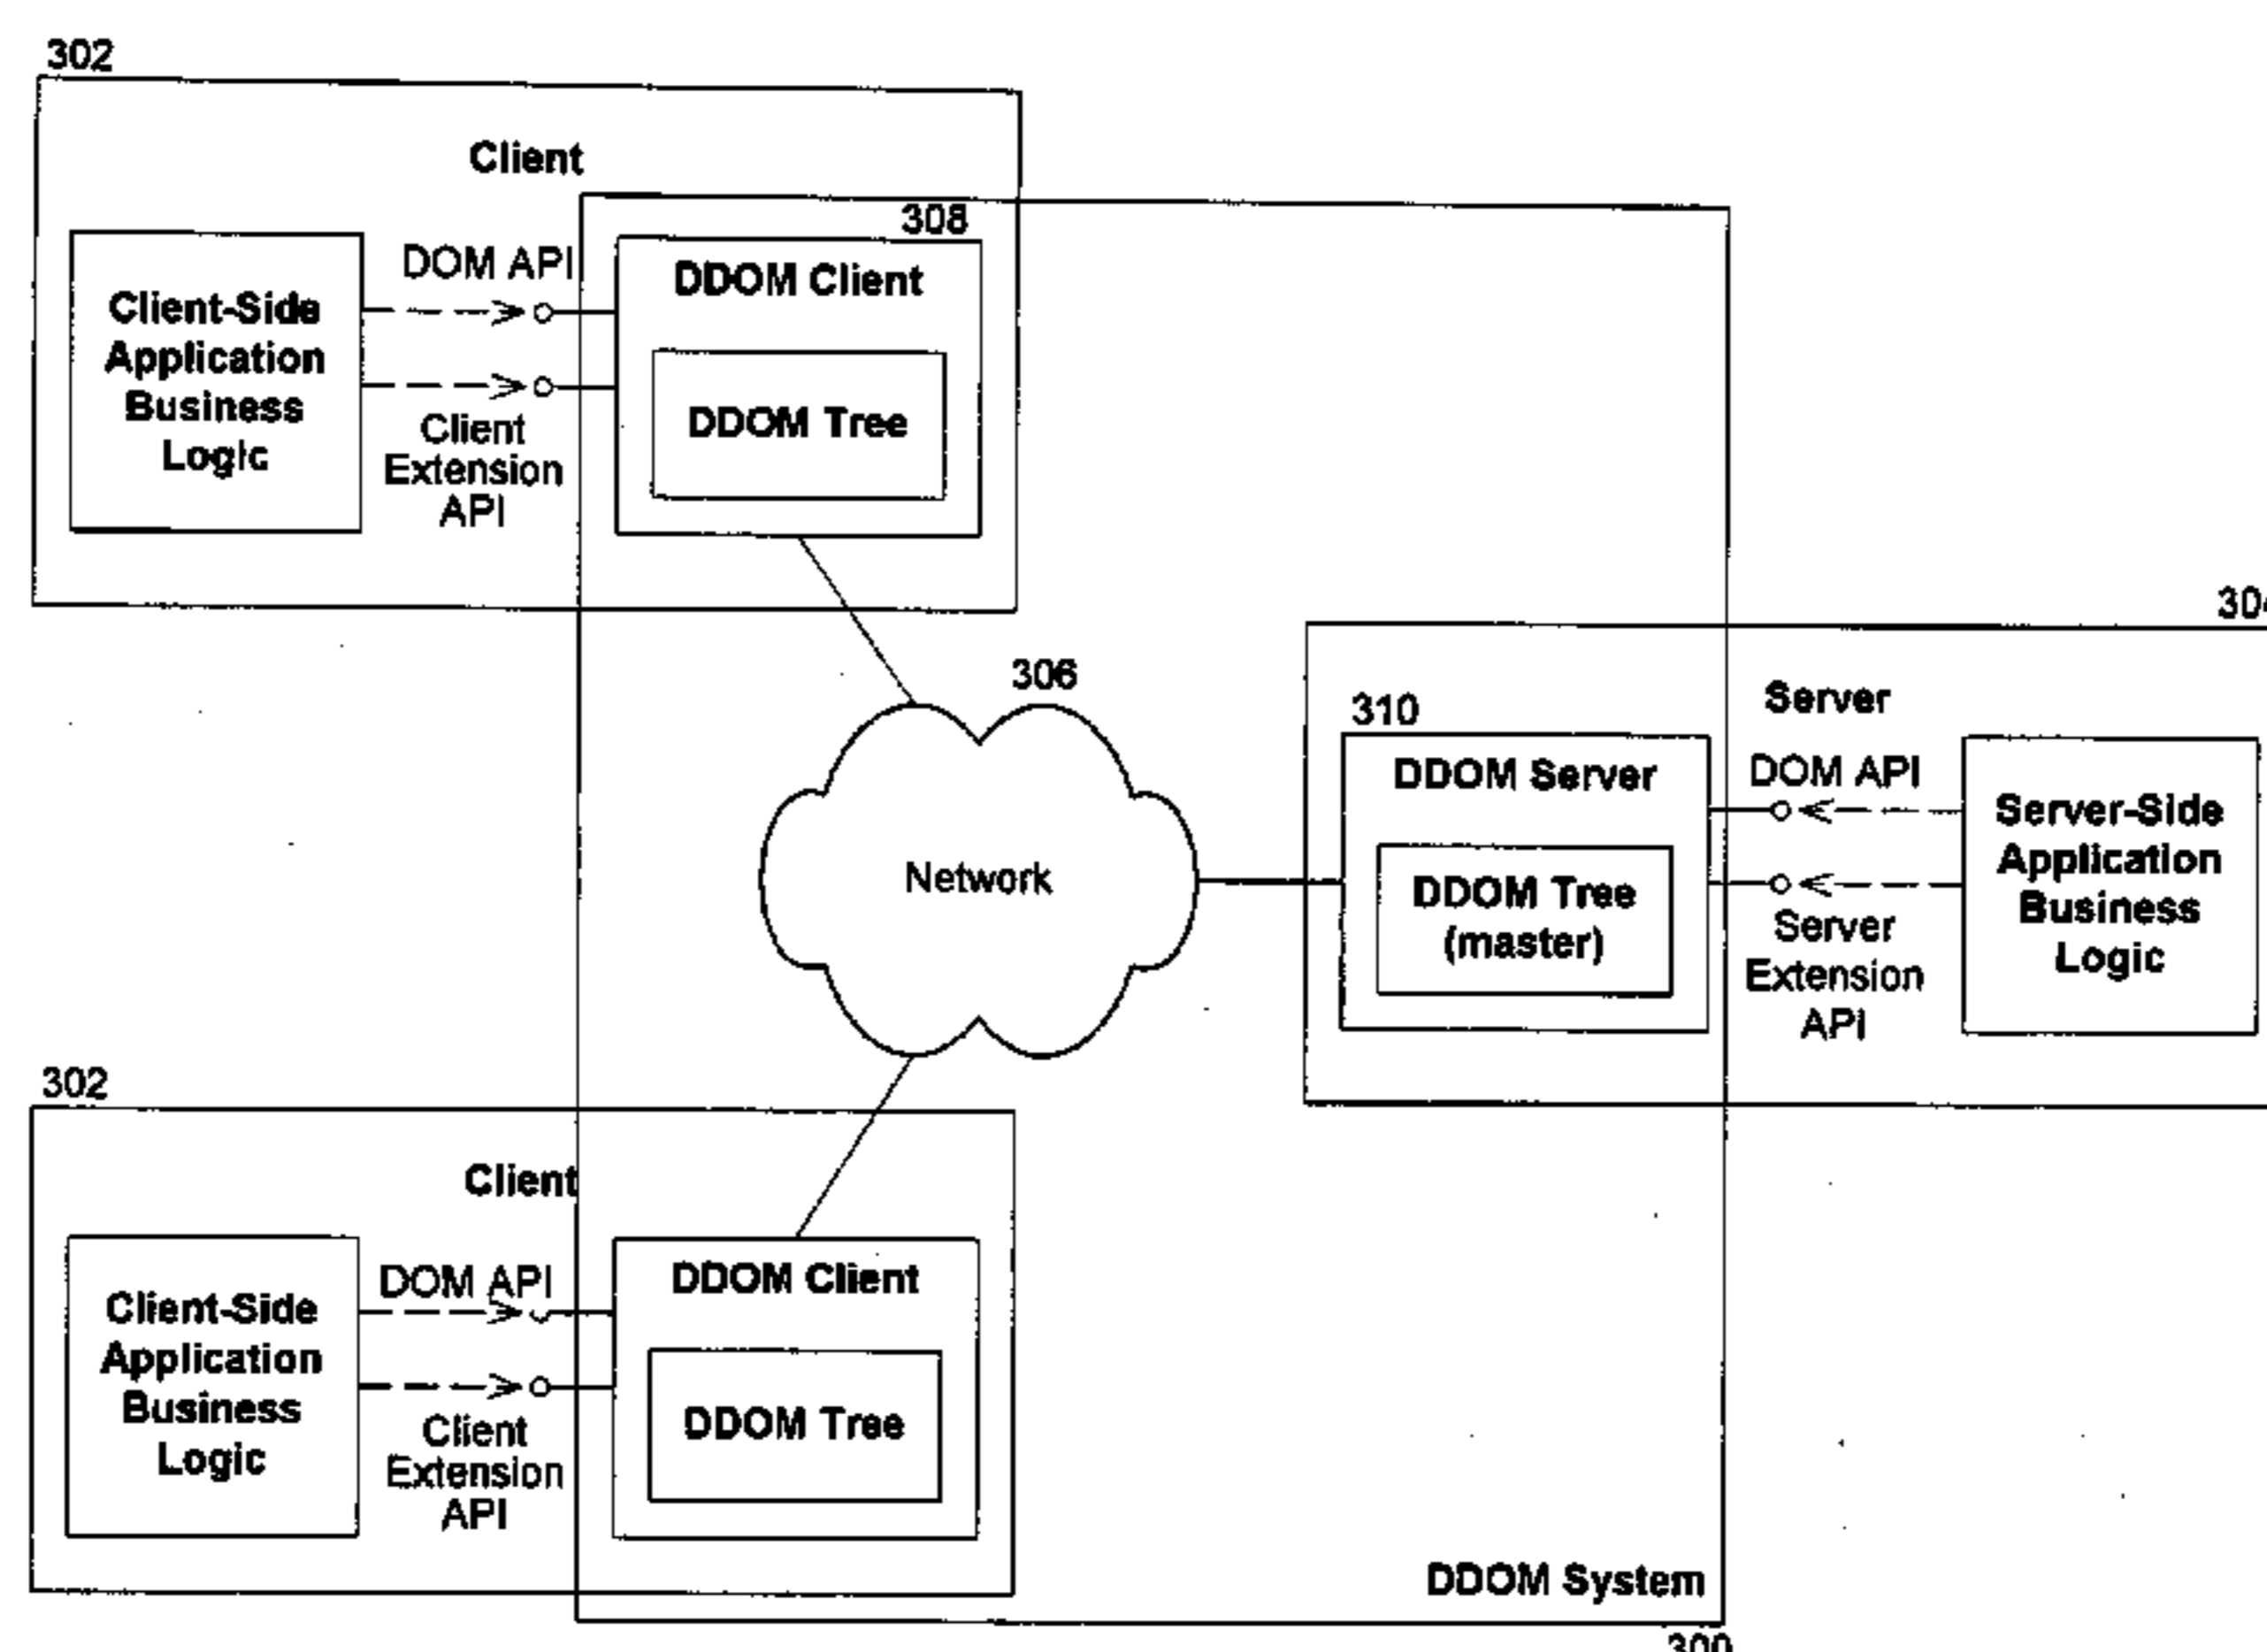 302
Client
308
DOM API
DDOM Client
Client-Side
Application
Business
Logic
DDOM Tree
Client
Extension
API
306
Network
304
Server
310
DDOM Server
DOM API
DDOM Tree
(master)
Server-Side
Application
Business
Logic
Server
Extension
API
302
Client
DOM API
DDOM Client
Client-Side
Application
Business
Logic
DDOM Tree
Client
Extension
API
DDOM System
300